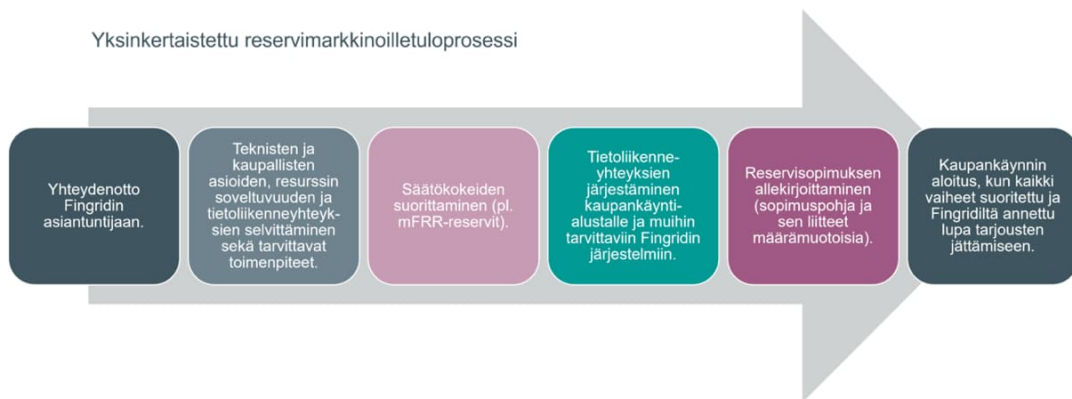 Yksinkertaistettu reservimarkkinoilletuloprosessi
Yhteydenotto
Fingridin
asiantuntijaan.
Teknisten ja
kaupallisten
asioiden, resurssin
soveltuvuuden ja
tietoliikenneyhteyk-
sien selvittäminen
sekä tarvittavat
toimenpiteet.
Säätökokeiden
suorittaminen (pl.
mFRR-reservit).
Tietoliikenne-
yhteyksien
järjestäminen
kaupankäynti-
alustalle ja muihin
tarvittaviin Fingridin
järjestelmiin.
Reservisopimuksen
allekirjoittaminen
(sopimuspohja ja
sen liitteet
määrämuotoisia).
Kaupankäynnin
aloitus, kun kaikki
vaiheet suoritettu ja
Fingridiltä annettu
lupa tarjousten
jättämiseen.